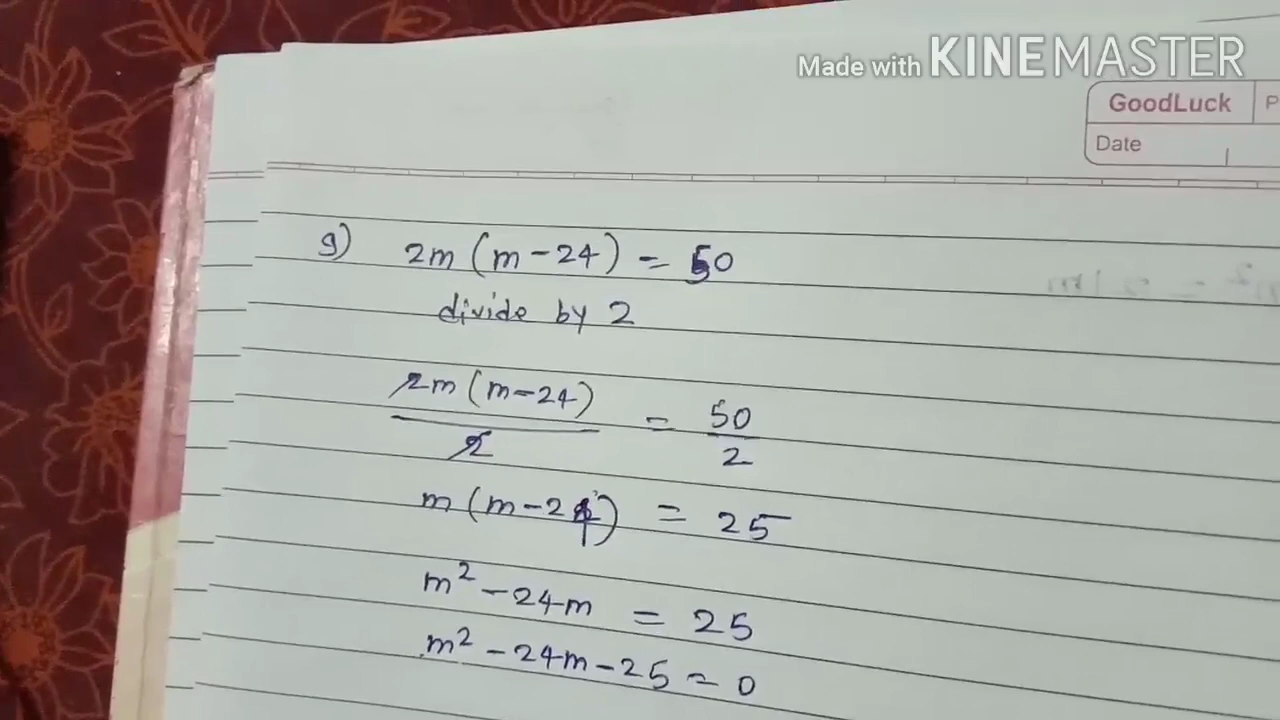 Made with KINEMASTER
GoodLuck P
Date
9) 2m (m - 24) = 50
divide by 2
2m (m - 24) / 2 = 50 / 2
m (m - 24) = 25
m² - 24m = 25
m² - 24m - 25 = 0